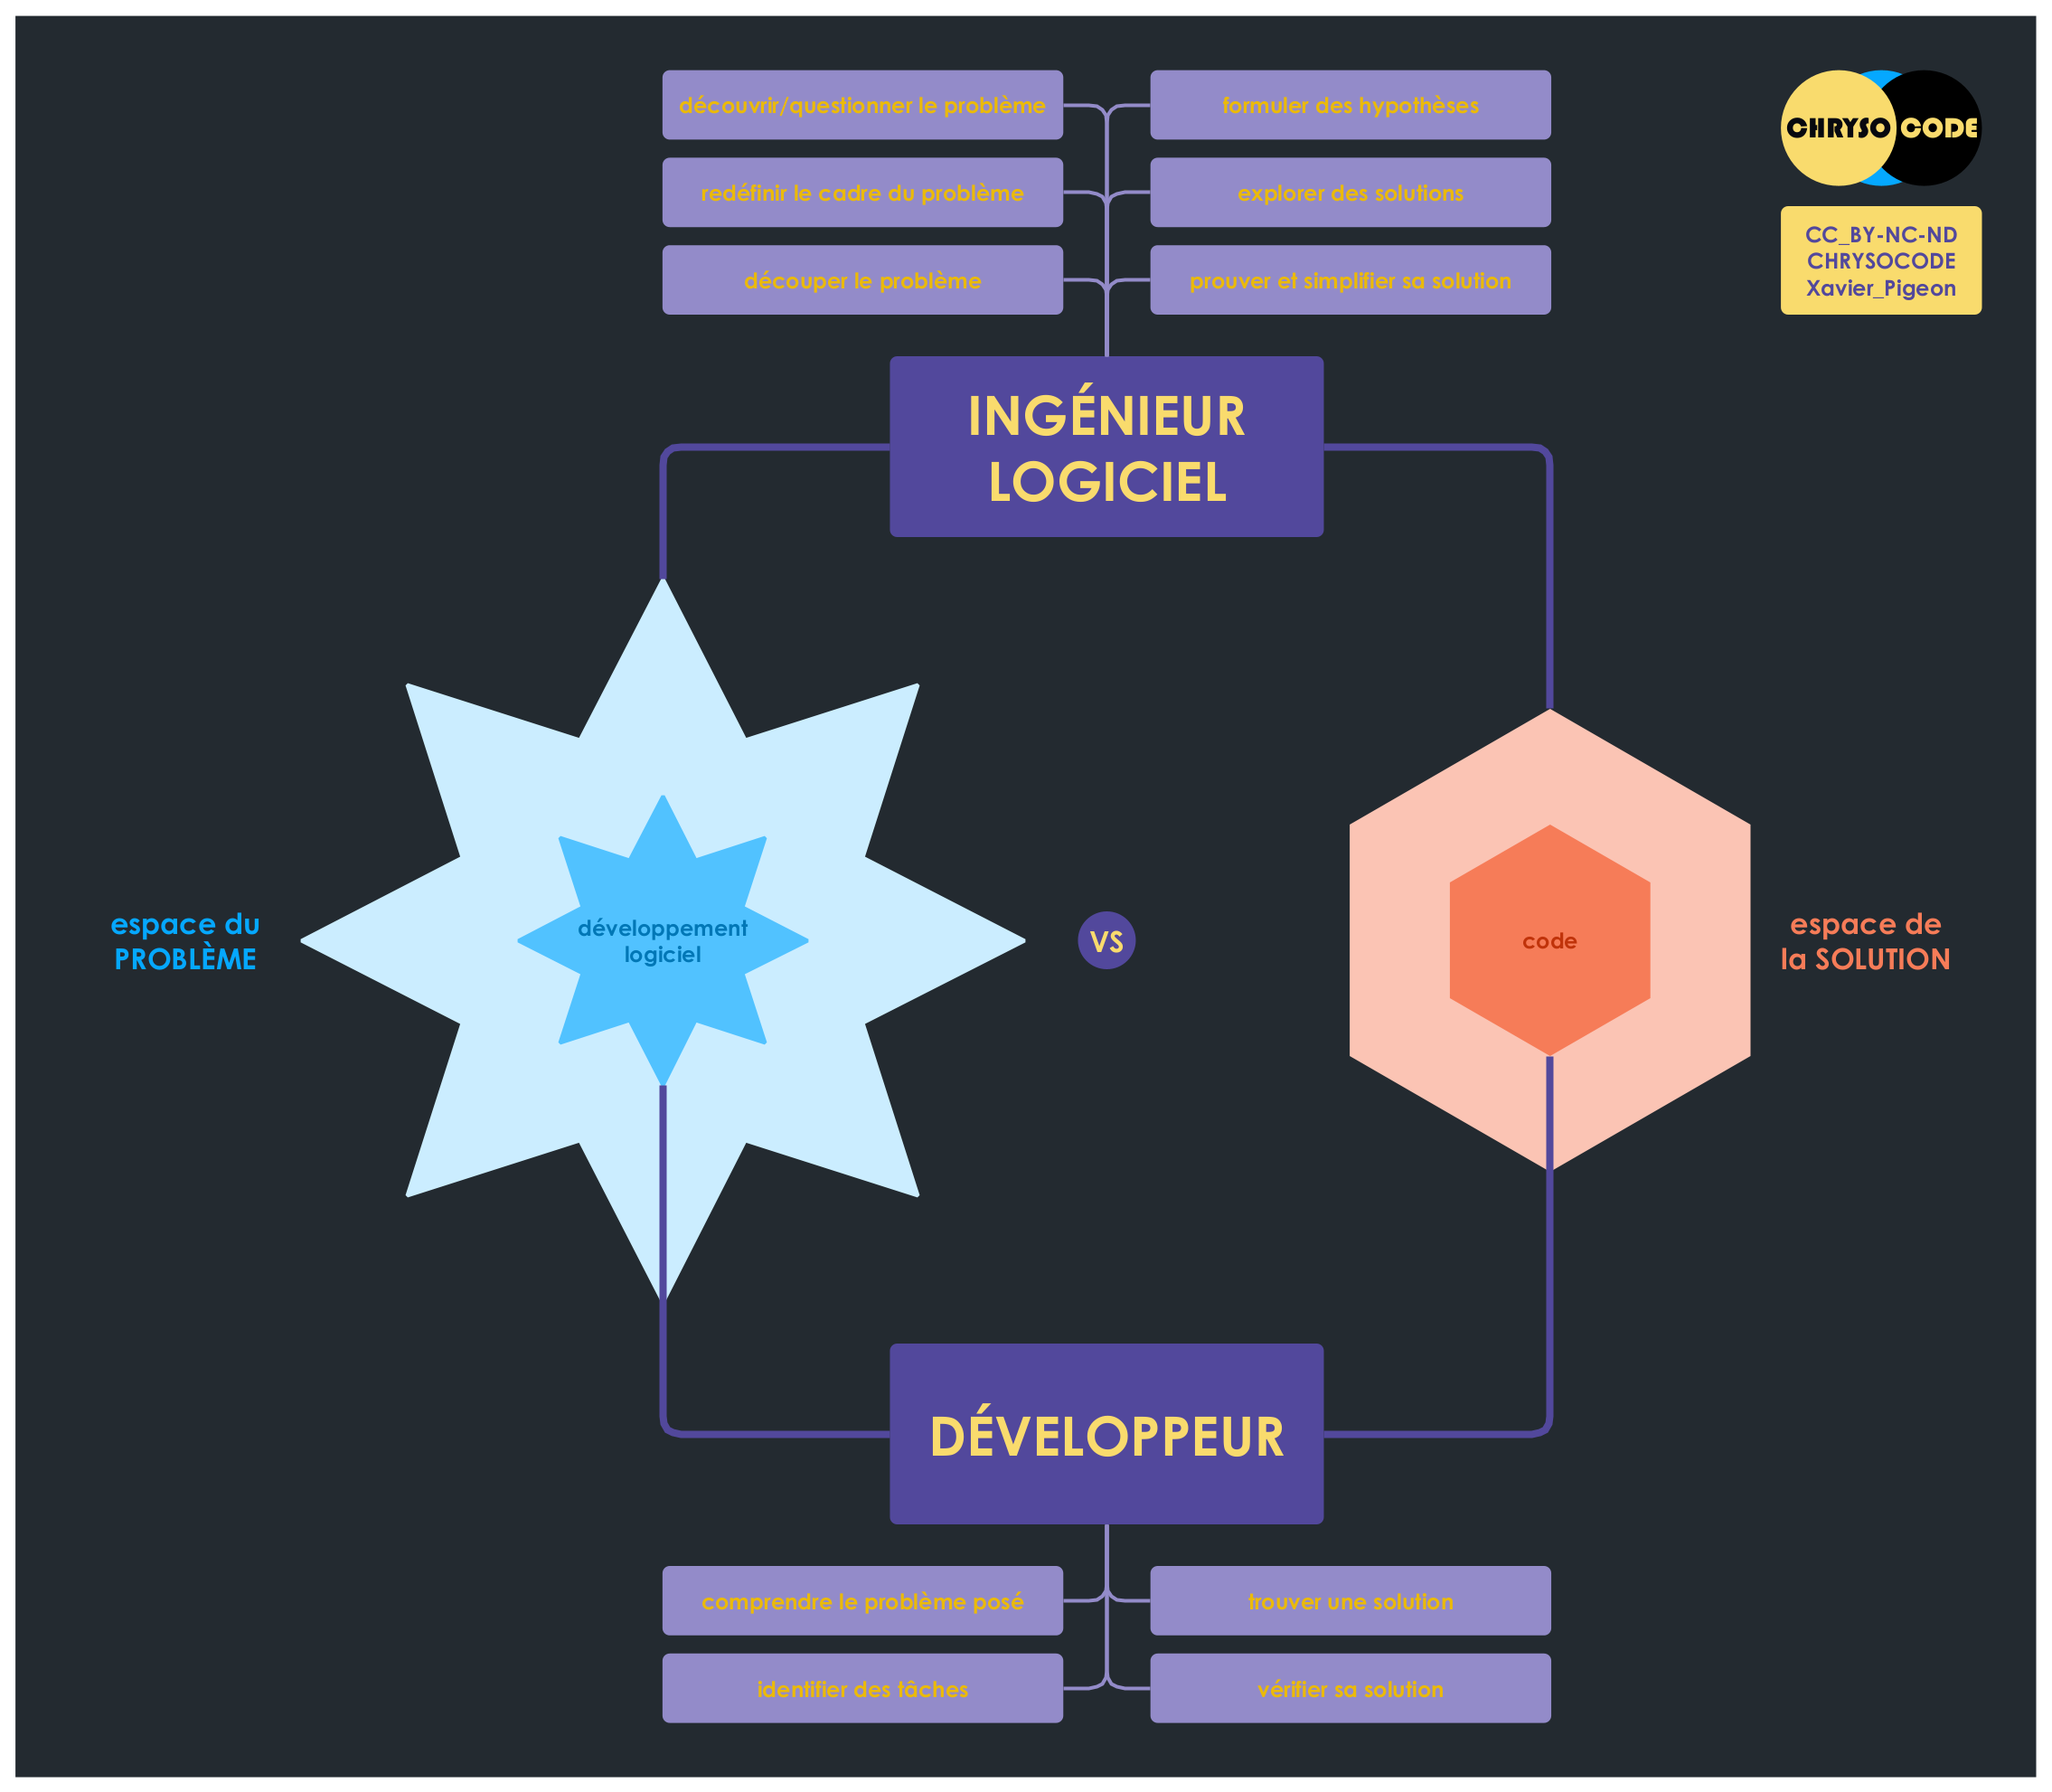 découvrir/questionner le problème
formuler des hypothèses
redéfinir le cadre du problème
explorer des solutions
découper le problème
prouver et simplifier sa solution
CHRYSO CODE
CC_BY-NC-ND
CHRYSOCODE
Xavier_Pigeon
INGÉNIEUR
LOGICIEL
espace du
PROBLÈME
développement
logiciel
VS
code
espace de
la SOLUTION
DÉVELOPPEUR
comprendre le problème posé
trouver une solution
identifier des tâches
vérifier sa solution